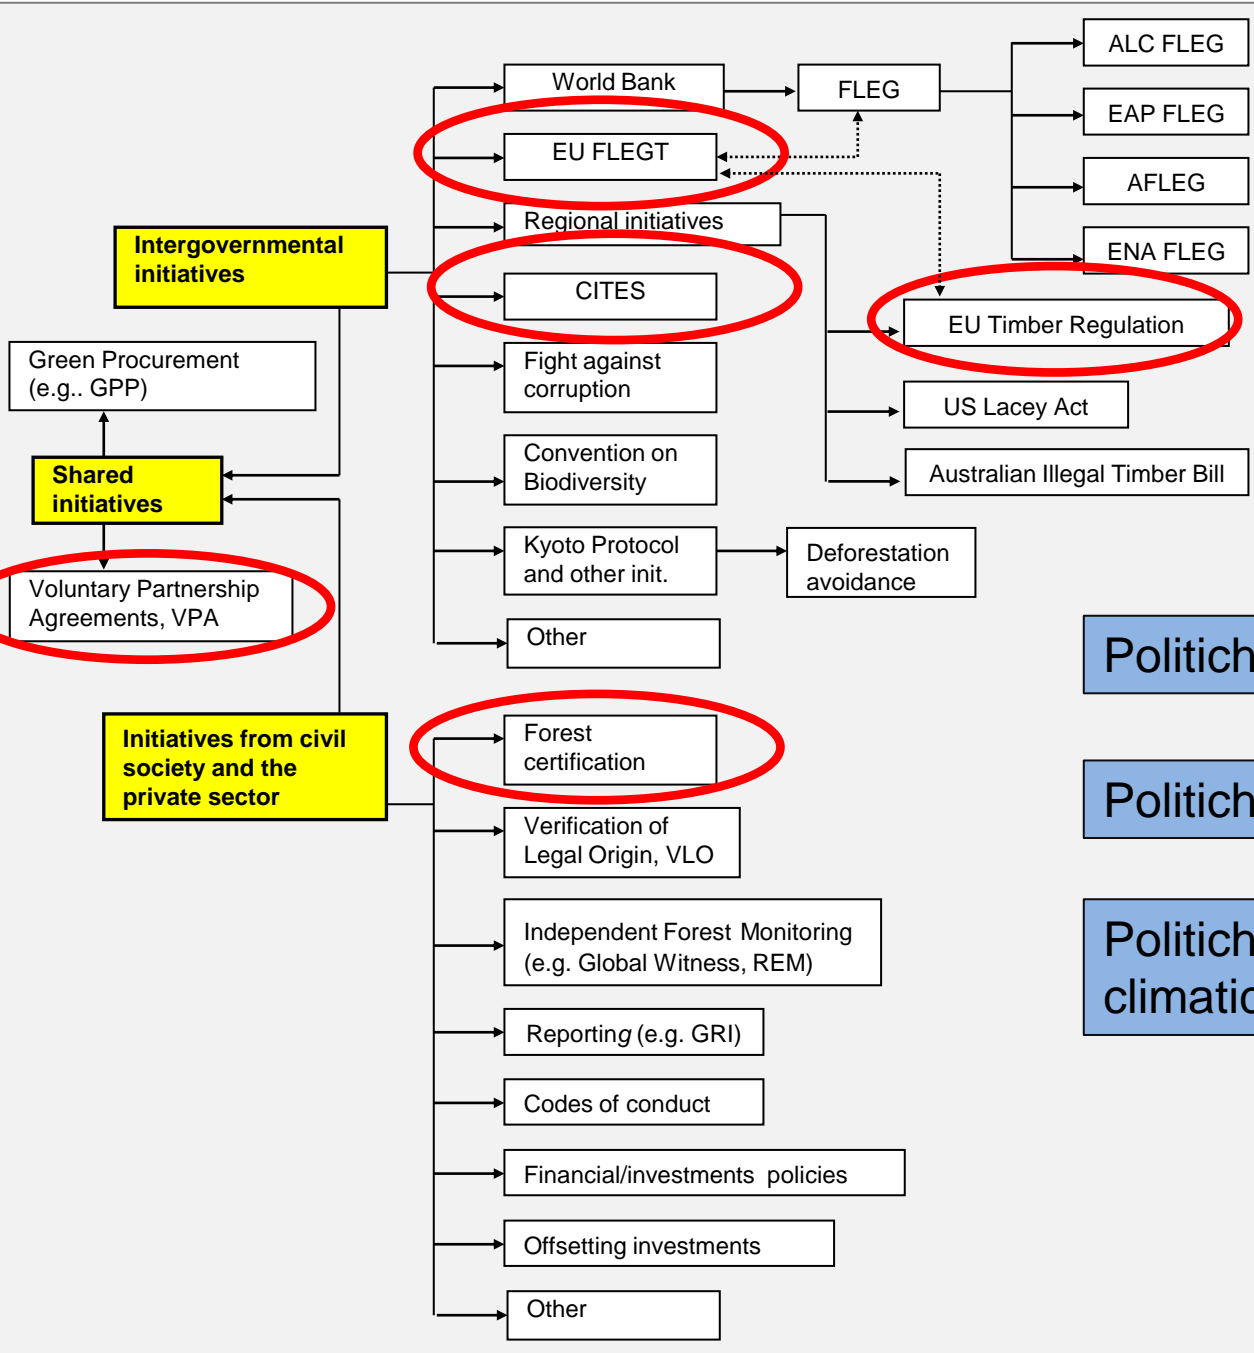 World Bank
FLEG
ALC FLEG
EAP FLEG
AFLEG
ENA FLEG
EU FLEGT
Regional initiatives
CITES
EU Timber Regulation
US Lacey Act
Australian Illegal Timber Bill
Fight against
corruption
Convention on
Biodiversity
Kyoto Protocol
and other init.
Deforestation
avoidance
Other
Intergovernmental
initiatives
Green Procurement
(e.g.. GPP)
Shared
initiatives
Voluntary Partnership
Agreements, VPA
Initiatives from civil
society and the
private sector
Forest
certification
Verification of
Legal Origin, VLO
Independent Forest Monitoring
(e.g. Global Witness, REM)
Reporting (e.g. GRI)
Codes of conduct
Financial/investments policies
Offsetting investments
Other
Politich
Politich
Politich
climatic